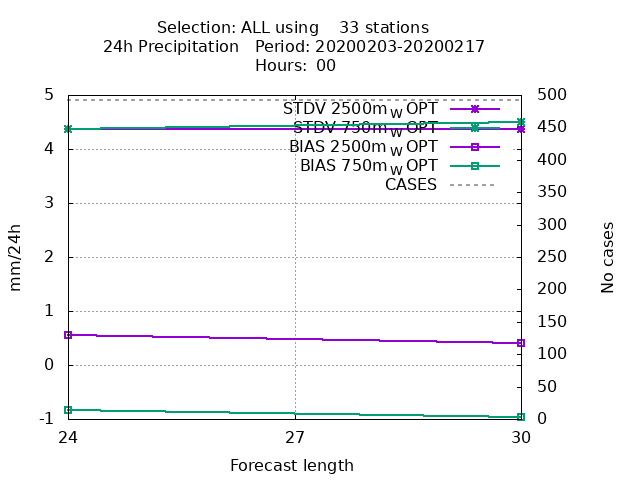 Selection: ALL using    33 stations
24h Precipitation   Period: 20200203-20200217
Hours: 00
5 500
STDV 2500m_W OPT
STDV 750m_W OPT
450
4
BIAS 2500m_W OPT
400
BIAS 750m_W OPT
CASES
350
3
300
2 250
mm/24h
No cases
200
1
150
0
100
50
-1 0
24 27 30
Forecast length